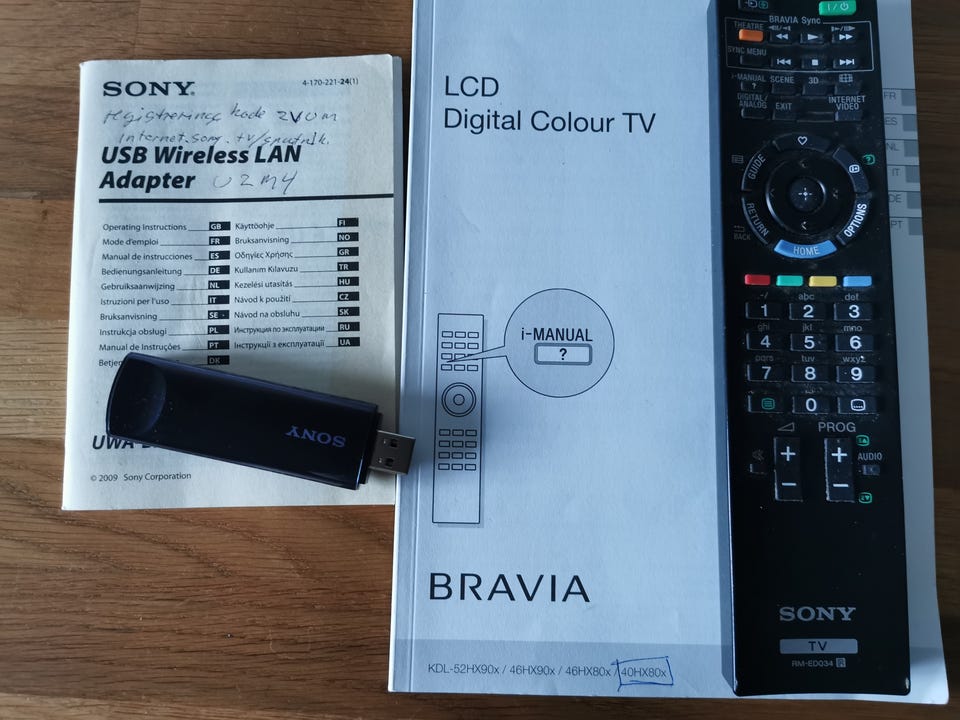 SONY
4-170-221-24(1)
kode
internet.sony.tv/sputnik.
USB Wireless LAN
Adapter
U2MY
Operating Instructions GB
Mode d'emploi FR
Manual de instrucciones ES
Bedienungsanleitung DE
Gebruiksaanwijzing NL
Istruzioni per l'uso IT
Bruksanvisning SE
Instrukcja obsługi PL
Manual de Instruções PT
DK
Käyttöohje FI
Bruksanvisning NO
Οδηγίες Χρήσης GR
Kullanım Kılavuzu TR
Kezelési utasítás HU
Návod k použití CZ
Návod na obsluhu SK
Инструкция по эксплуатации RU
Інструкції з експлуатації UA
© 2009 Sony Corporation
SONY
LCD
Digital Colour TV
i-MANUAL
?
BRAVIA
KDL-52HX90x / 46HX90x / 46HX80x / 40HX80x
FR
ES
NL
IT
DE
PT
I/
BRAVIA Sync
THEATRE
SYNC MENU
i-MANUAL SCENE 3D
?
DIGITAL/
ANALOG EXIT INTERNET
VIDEO
GUIDE
RETURN
BACK
OPTIONS
HOME
.-/ abc def
1 2 3
ghi jkl mno
4 5 6
pqrs tuv wxyz
7 8 9
0
PROG
+ +
AUDIO
− −
SONY
TV
RM-ED034